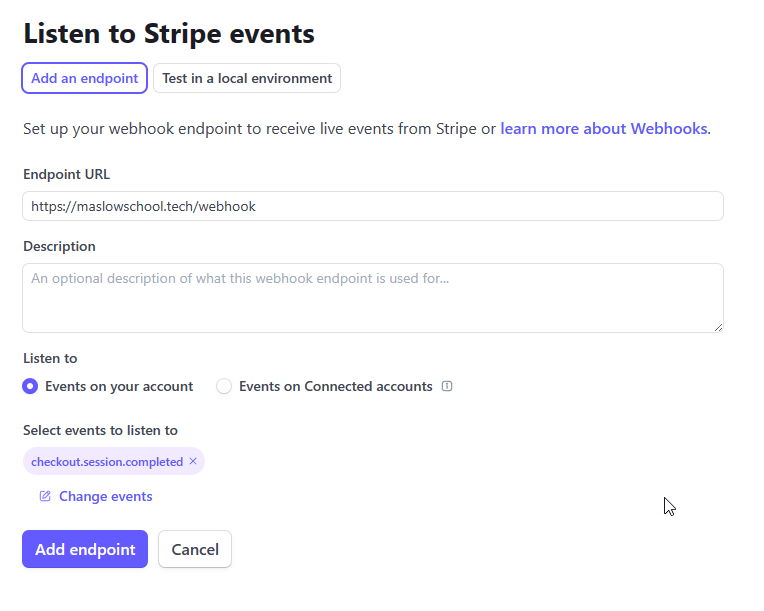 Listen to Stripe events
Add an endpoint
Test in a local environment
Set up your webhook endpoint to receive live events from Stripe or learn more about Webhooks.
Endpoint URL
https://maslowschool.tech/webhook
Description
An optional description of what this webhook endpoint is used for...
Listen to
Events on your account
Events on Connected accounts
Select events to listen to
checkout.session.completed ×
Change events
Add endpoint
Cancel